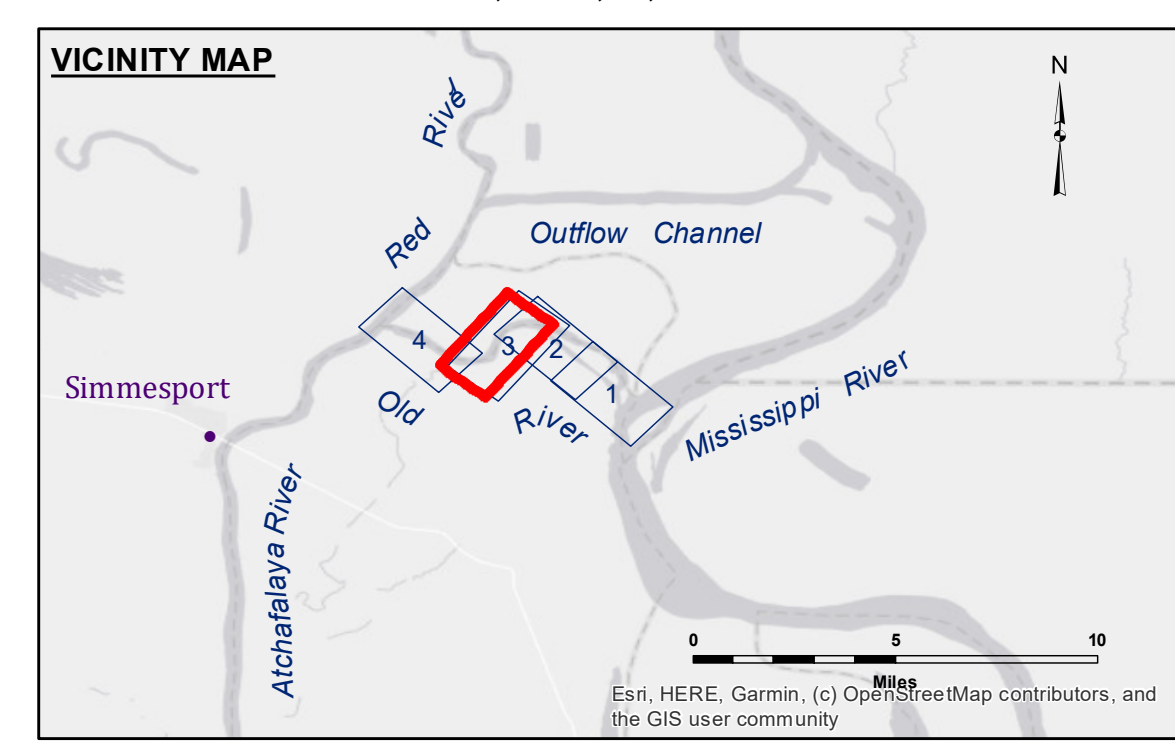 VICINITY MAP
N
Red River
Outflow Channel
4
3
2
1
Simmesport
Old River
Mississippi River
Atchafalaya River
0 5 10
Miles
Esri, HERE, Garmin, (c) OpenStreetMap contributors, and
the GIS user community